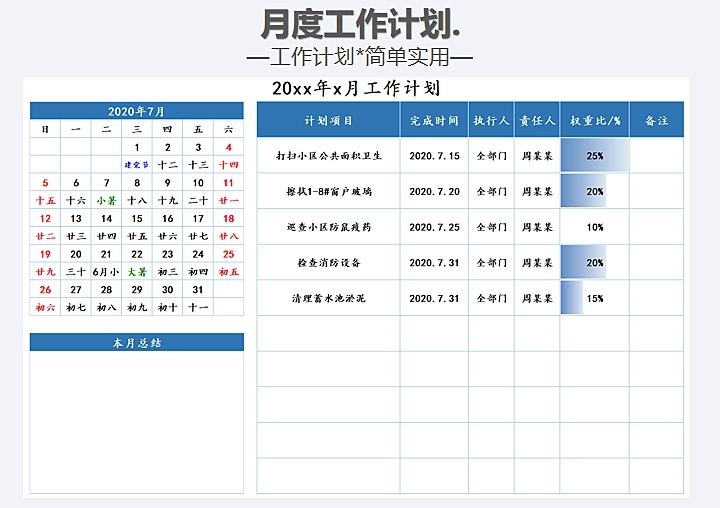 月度工作计划.
—工作计划*简单实用—
20xx年x月工作计划
2020年7月
日 一 二 三 四 五 六
1 2 3 4
建党节 十二 十三 十四
5 6 7 8 9 10 11
十五 十六 小暑 十八 十九 二十 廿一
12 13 14 15 16 17 18
廿二 廿三 廿四 廿五 廿六 廿七 廿八
19 20 21 22 23 24 25
廿九 三十 6月小 大暑 初三 初四 初五
26 27 28 29 30 31
初六 初七 初八 初九 初十 十一
本月总结
计划项目 完成时间 执行人 责任人 权重比/% 备注
打扫小区公共面积卫生 2020.7.15 全部门 周某某 25%
擦拭1-8#窗户玻璃 2020.7.20 全部门 周某某 20%
巡查小区防鼠疫药 2020.7.25 全部门 周某某 10%
检查消防设备 2020.7.31 全部门 周某某 20%
清理蓄水池淤泥 2020.7.31 全部门 周某某 15%